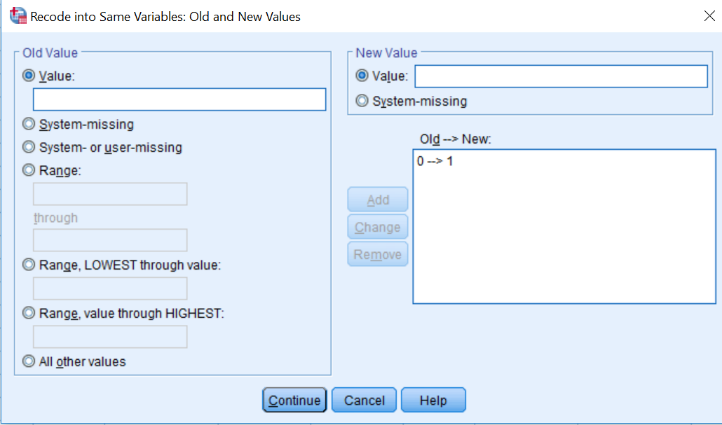 Recode into Same Variables: Old and New Values
Old Value
Value:
System-missing
System- or user-missing
Range:
through
Range, LOWEST through value:
Range, value through HIGHEST:
All other values
New Value
Value:
System-missing
Old --> New:
0 --> 1
Add
Change
Remove
Continue
Cancel
Help